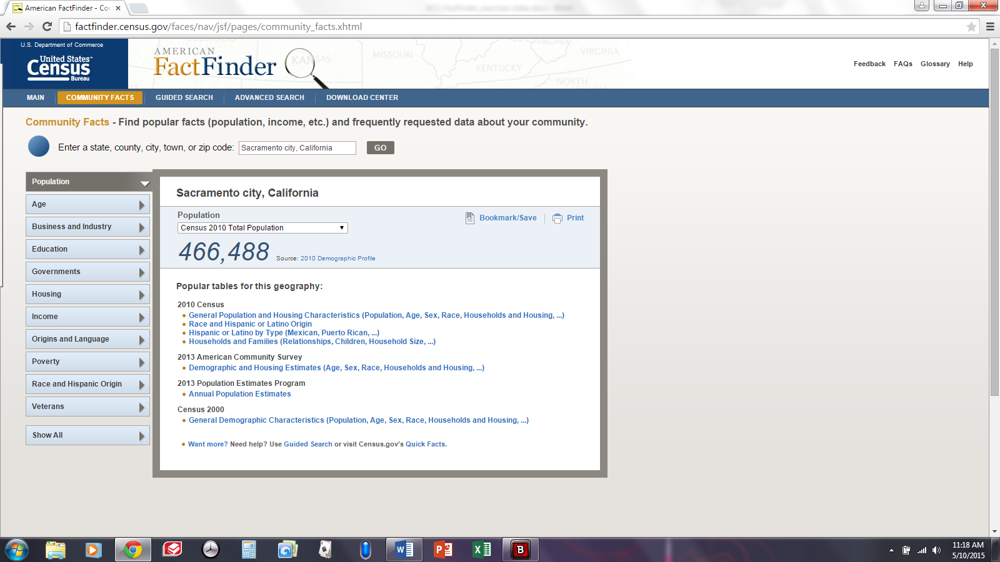 American FactFinder - Co
factfinder.census.gov/faces/nav/jsf/pages/community_facts.xhtml
U.S. Department of Commerce
United States™
Census
Bureau
AMERICAN
FactFinder
COLORADO
KANSAS
MISSOURI
KENTUCKY
VIRGINIA
VIRGINIA
NORTH
CAROLINA
Feedback FAQs Glossary Help
MAIN COMMUNITY FACTS GUIDED SEARCH ADVANCED SEARCH DOWNLOAD CENTER
Community Facts - Find popular facts (population, income, etc.) and frequently requested data about your community.
Enter a state, county, city, town, or zip code: Sacramento city, California GO
Population
Age
Business and Industry
Education
Governments
Housing
Income
Origins and Language
Poverty
Race and Hispanic Origin
Veterans
Show All
Sacramento city, California
Population
Bookmark/Save Print
Census 2010 Total Population
466,488 Source: 2010 Demographic Profile
Popular tables for this geography:
2010 Census
• General Population and Housing Characteristics (Population, Age, Sex, Race, Households and Housing, ...)
• Race and Hispanic or Latino Origin
• Hispanic or Latino by Type (Mexican, Puerto Rican, ...)
• Households and Families (Relationships, Children, Household Size, ...)
2013 American Community Survey
• Demographic and Housing Estimates (Age, Sex, Race, Households and Housing, ...)
2013 Population Estimates Program
• Annual Population Estimates
Census 2000
• General Demographic Characteristics (Population, Age, Sex, Race, Households and Housing, ...)
• Want more? Need help? Use Guided Search or visit Census.gov's Quick Facts.
11:18 AM
5/10/2015